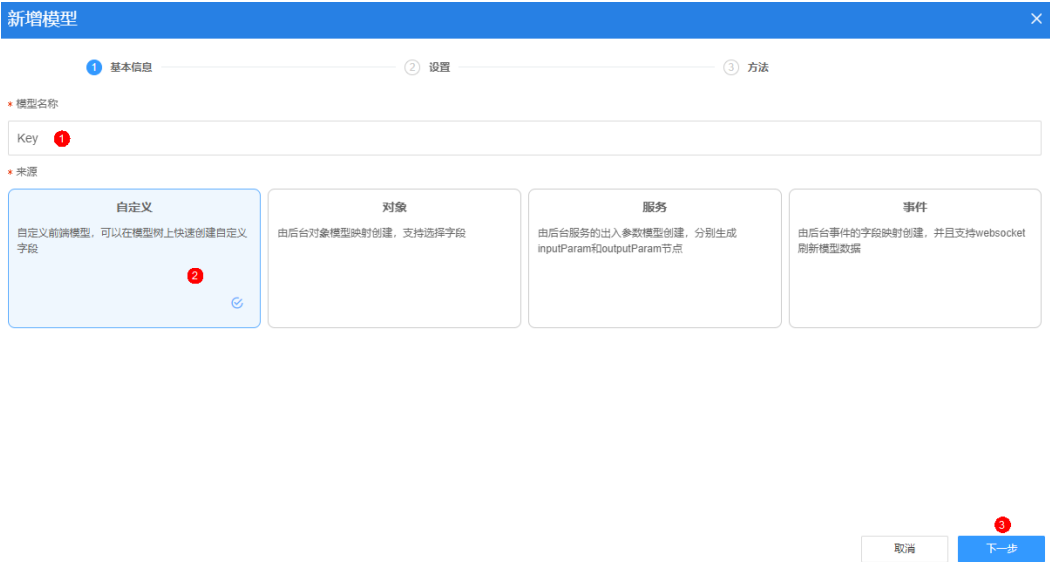 新增模型
1 基本信息 2 设置 3 方法
* 模型名称
Key 1
* 来源
自定义
自定义前端模型，可以在模型树上快速创建自定义
字段
2
对象
由后台对象模型映射创建，支持选择字段
服务
由后台服务的出入参数模型创建，分别生成
inputParam和outputParam节点
事件
由后台事件的字段映射创建，并且支持websocket
刷新模型数据
3
取消 下一步